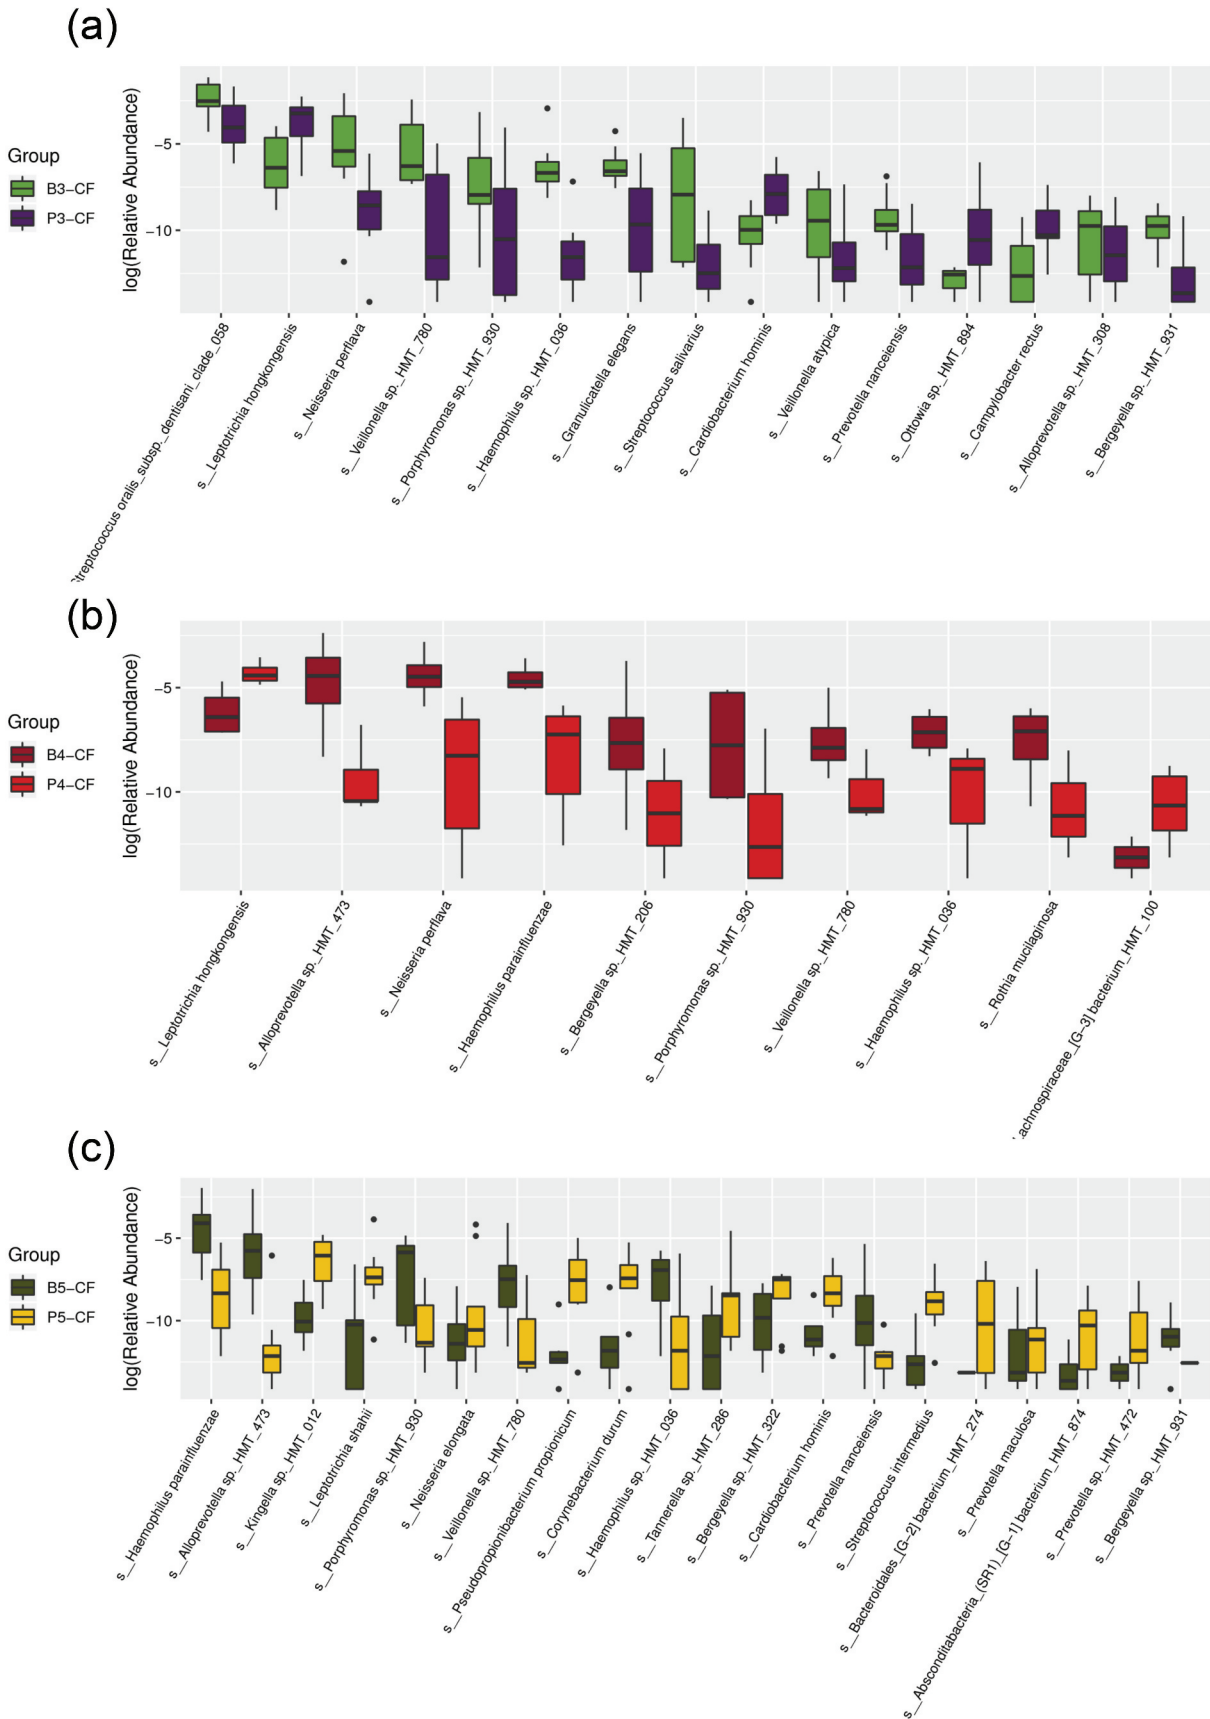 (a)
log(Relative Abundance)
−5
−10
Group
B3−CF
P3−CF
Streptococcus oralis_subsp._dentisani_clade_058
s__Leptotrichia hongkongensis
s__Neisseria perflava
s__Veillonella sp._HMT_780
s__Porphyromonas sp._HMT_930
s__Haemophilus sp._HMT_036
s__Granulicatella elegans
s__Streptococcus salivarius
s__Cardiobacterium hominis
s__Veillonella atypica
s__Prevotella nanceiensis
s__Ottowia sp._HMT_894
s__Campylobacter rectus
s__Alloprevotella sp._HMT_308
s__Bergeyella sp._HMT_931
(b)
log(Relative Abundance)
−5
−10
Group
B4−CF
P4−CF
s__Leptotrichia hongkongensis
s__Alloprevotella sp._HMT_473
s__Neisseria perflava
s__Haemophilus parainfluenzae
s__Bergeyella sp._HMT_206
s__Porphyromonas sp._HMT_930
s__Veillonella sp._HMT_780
s__Haemophilus sp._HMT_036
s__Rothia mucilaginosa
Lachnospiraceae_[G−3] bacterium_HMT_100
(c)
log(Relative Abundance)
−5
−10
Group
B5−CF
P5−CF
s__Haemophilus parainfluenzae
s__Alloprevotella sp._HMT_473
s__Kingella sp._HMT_012
s__Leptotrichia shahii
s__Porphyromonas sp._HMT_930
s__Neisseria elongata
s__Veillonella sp._HMT_780
s__Pseudopropionibacterium propionicum
s__Corynebacterium durum
s__Haemophilus sp._HMT_036
s__Tannerella sp._HMT_286
s__Bergeyella sp._HMT_322
s__Cardiobacterium hominis
s__Prevotella nanceiensis
s__Streptococcus intermedius
s__Bacteroidales_[G−2] bacterium_HMT_274
s__Prevotella maculosa
s__Absconditabacteria_(SR1)_[G−1] bacterium_HMT_874
s__Prevotella sp._HMT_472
s__Bergeyella sp._HMT_931